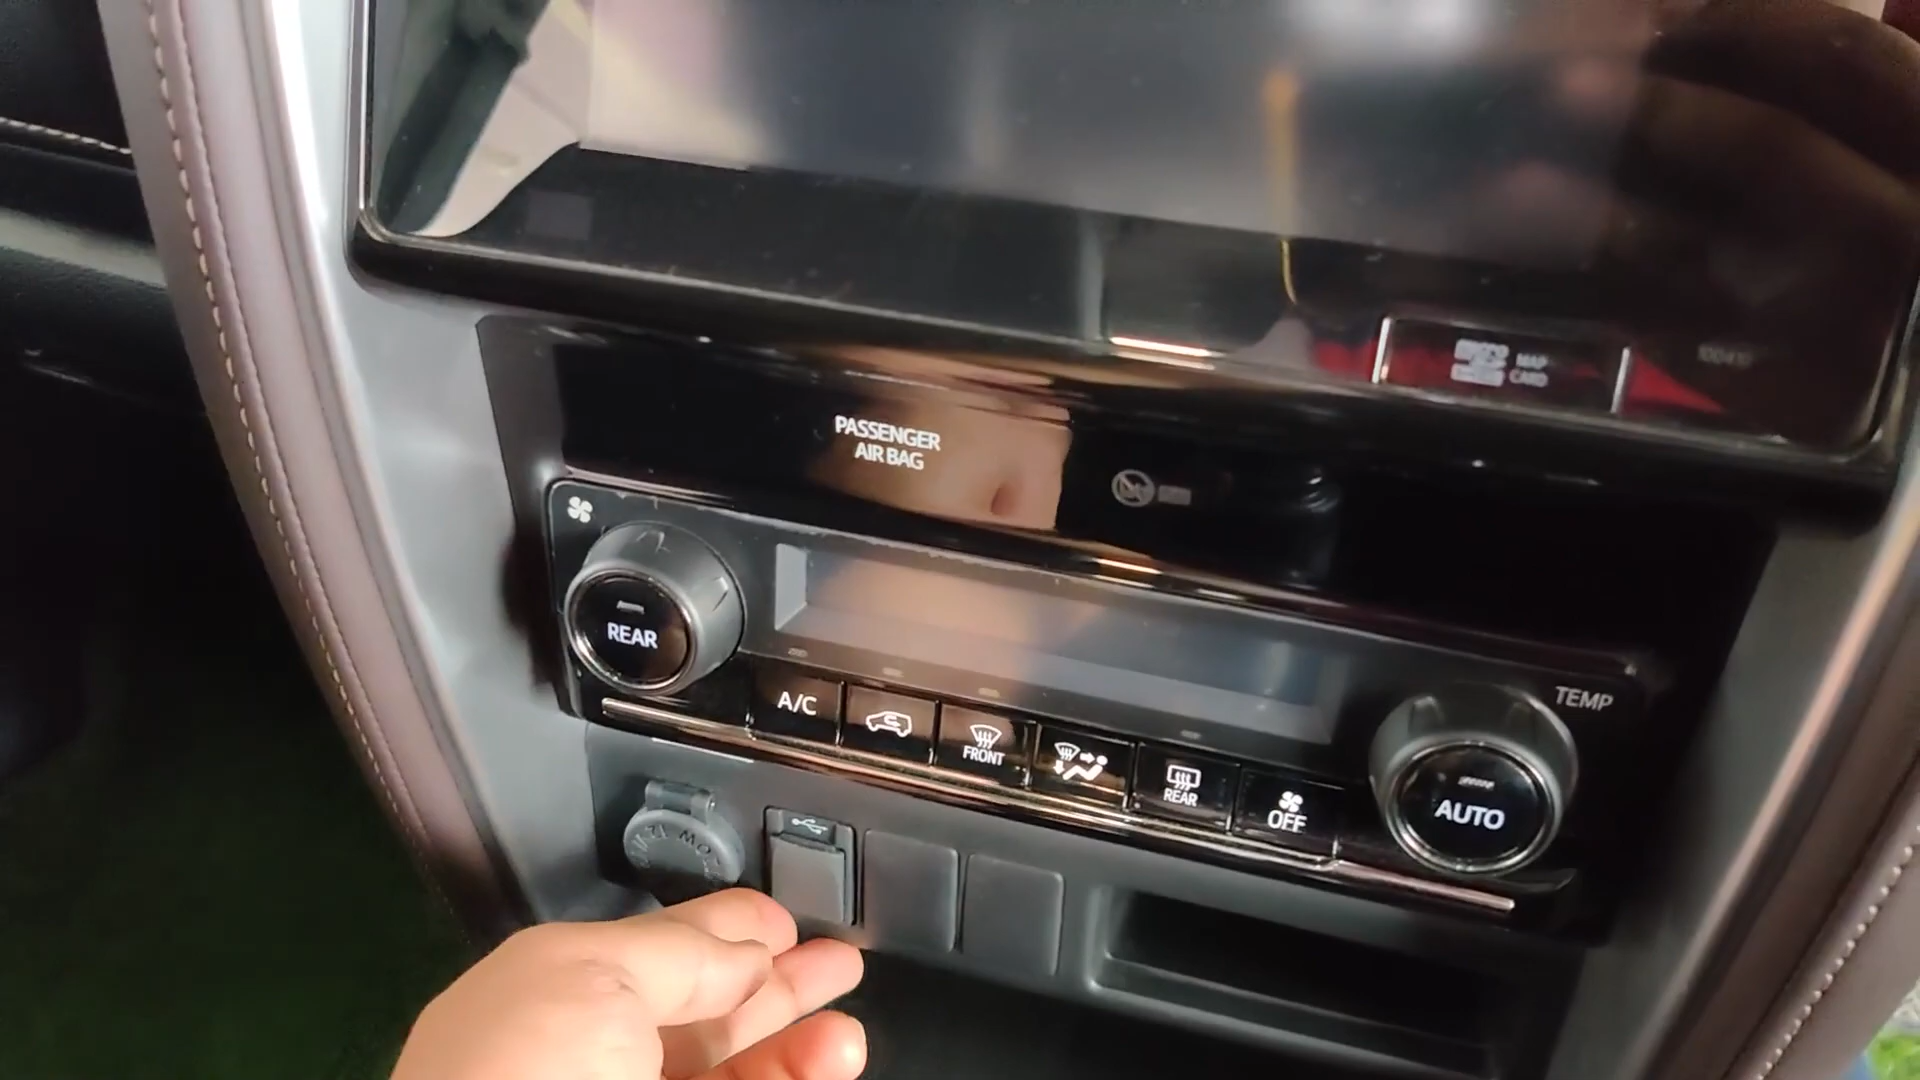 MAP
CARD
PASSENGER
AIR BAG
REAR
TEMP
A/C
FRONT
REAR
OFF
AUTO